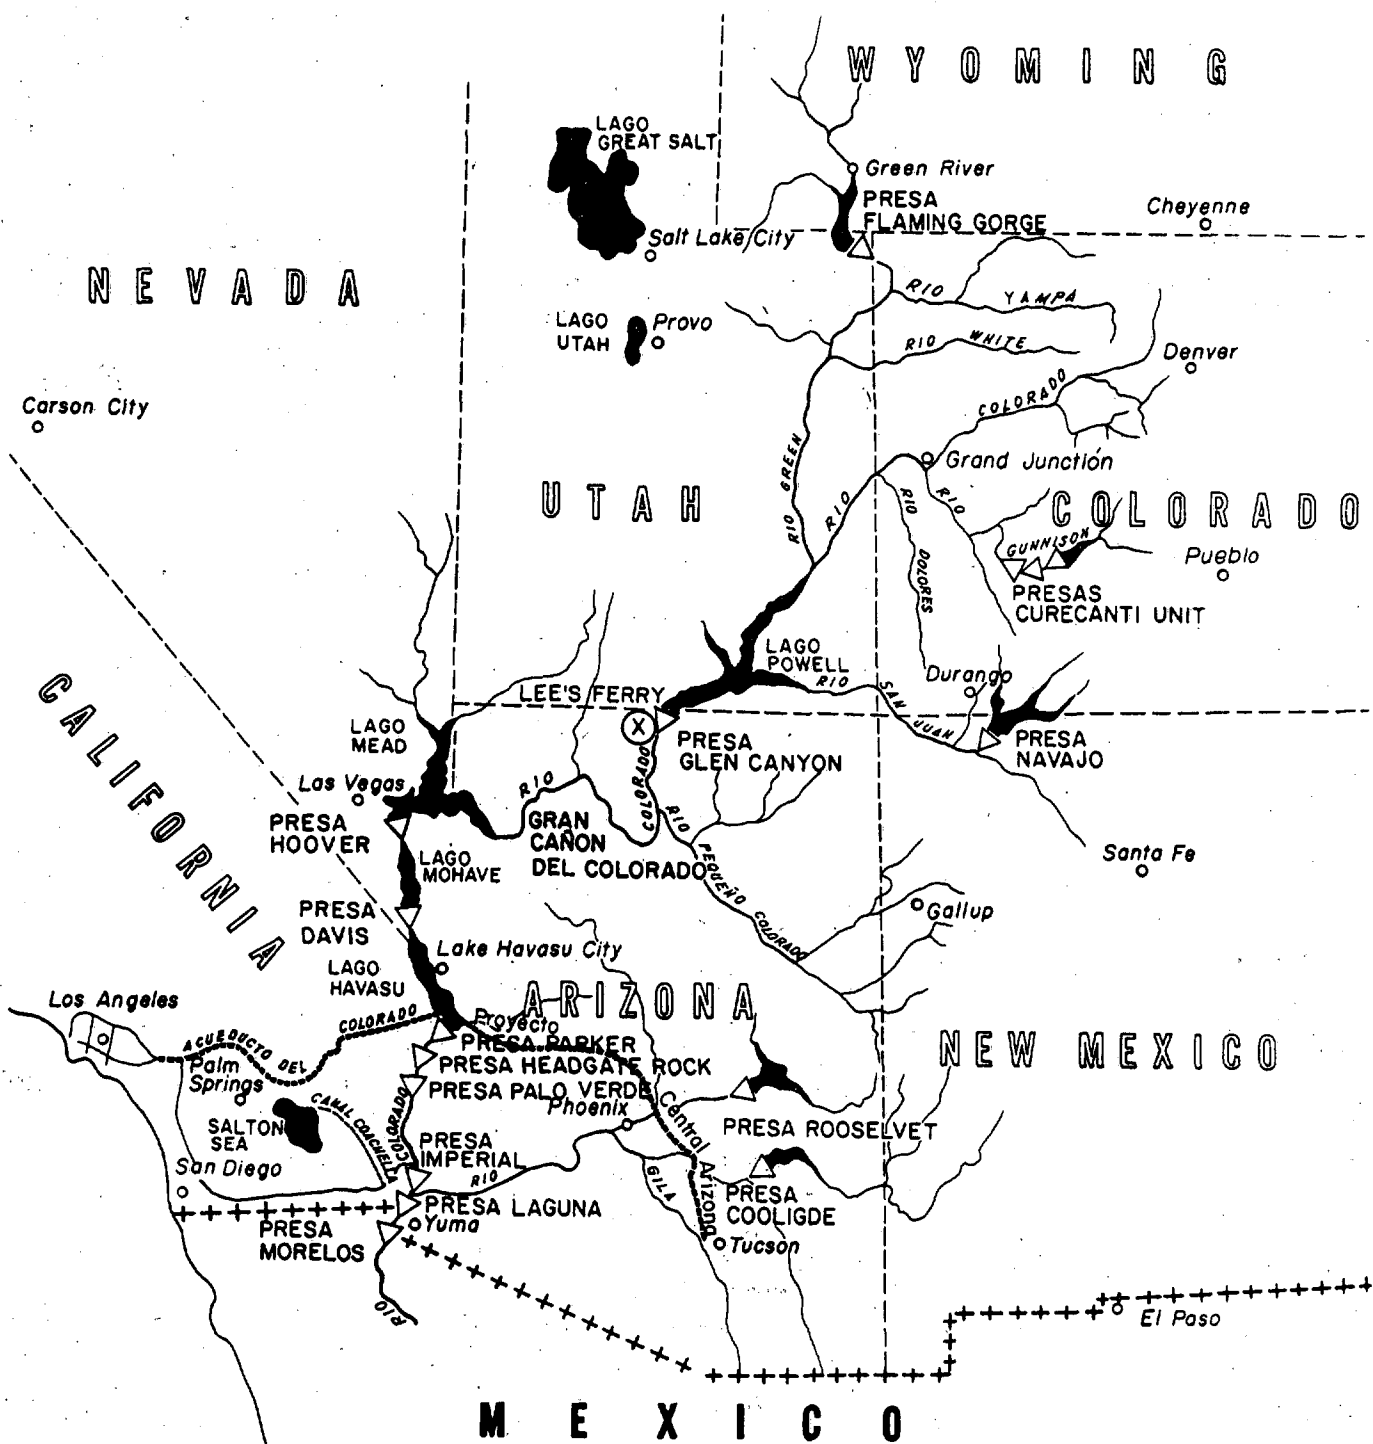 WYOMING
LAGO
GREAT SALT
Green River
PRESA
FLAMING GORGE
Cheyenne
Salt Lake City
NEVADA
RIO YAMPA
LAGO
UTAH
Provo
RIO WHITE
Denver
Carson City
COLORADO
Grand Junction
RIO GREEN
RIO
UTAH
RIO
DOLORES
RIO
GUNNISON
COLORADO
Pueblo
PRESAS
CURECANTI UNIT
LAGO
POWELL
RIO SAN JUAN
Durango
CALIFORNIA
LEE'S FERRY
X
LAGO
MEAD
PRESA
GLEN CANYON
PRESA
NAVAJO
Las Vegas
RIO
COLORADO
PRESA
HOOVER
GRAN
CAÑON
DEL COLORADO
RIO
PEQUEÑO COLORADO
LAGO
MOHAVE
Santa Fe
PRESA
DAVIS
Gallup
Lake Havasu City
LAGO
HAVASU
ARIZONA
Los Angeles
ACUEDUCTO DEL COLORADO
Proyecto
Central
Arizona
PRESA PARKER
PRESA HEADGATE ROCK
PRESA PALO VERDE
NEW MEXICO
Palm
Springs
CANAL COACHELLA
COLORADO
Phoenix
SALTON
SEA
PRESA ROOSELVET
PRESA
IMPERIAL
San Diego
RIO
GILA
PRESA
COOLIGDE
PRESA LAGUNA
Yuma
PRESA
MORELOS
Tucson
RIO
El Paso
MEXICO